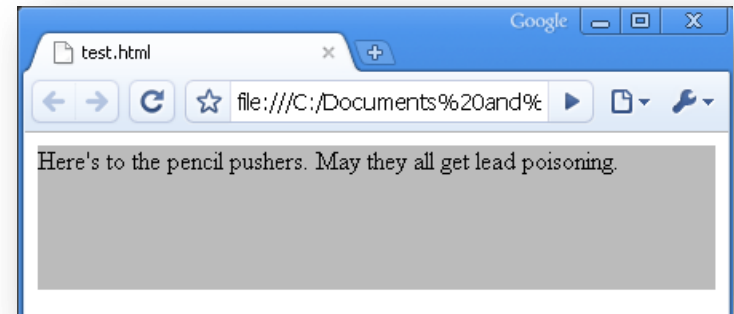 Google
test.html
file:///C:/Documents%20and%
Here's to the pencil pushers. May they all get lead poisoning.